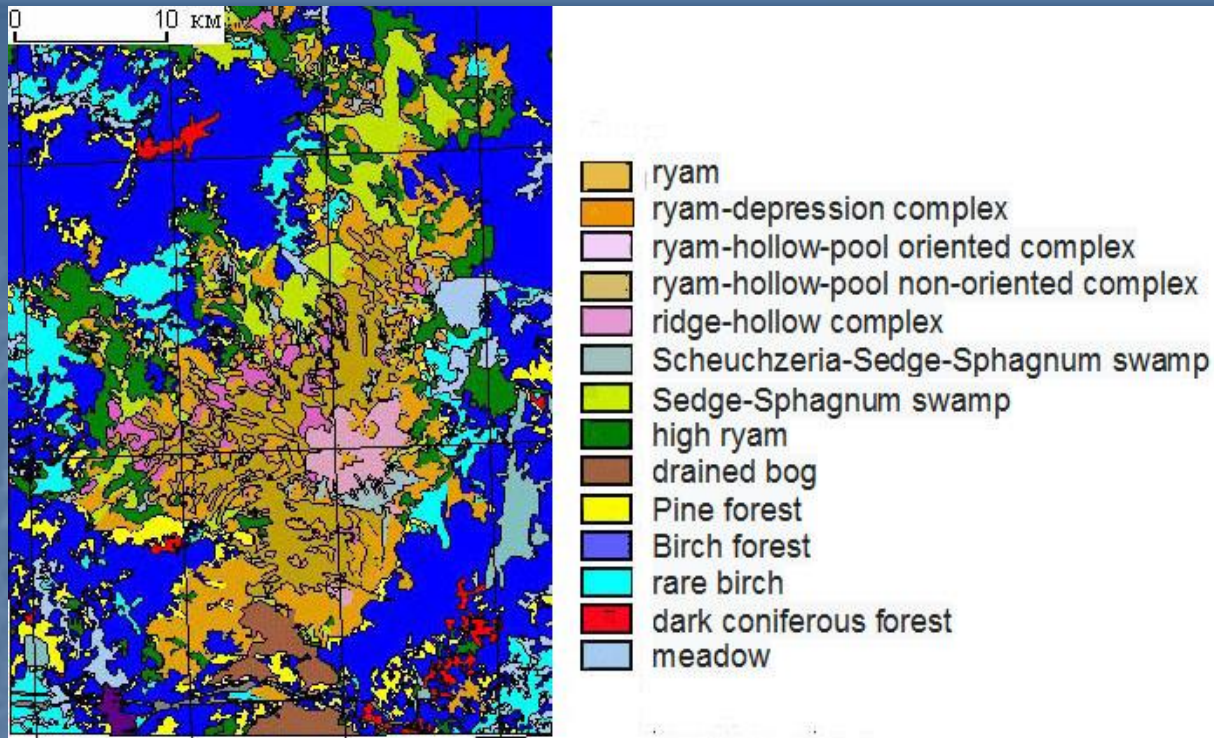 0 10 км
ryam
ryam-depression complex
ryam-hollow-pool oriented complex
ryam-hollow-pool non-oriented complex
ridge-hollow complex
Scheuchzeria-Sedge-Sphagnum swamp
Sedge-Sphagnum swamp
high ryam
drained bog
Pine forest
Birch forest
rare birch
dark coniferous forest
meadow